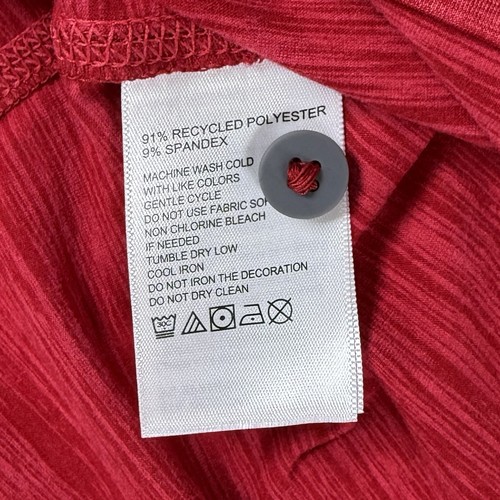 91% RECYCLED POLYESTER
9% SPANDEX
MACHINE WASH COLD
WITH LIKE COLORS
GENTLE CYCLE
DO NOT USE FABRIC SOF
NON CHLORINE BLEACH
IF NEEDED
TUMBLE DRY LOW
COOL IRON
DO NOT IRON THE DECORATION
DO NOT DRY CLEAN